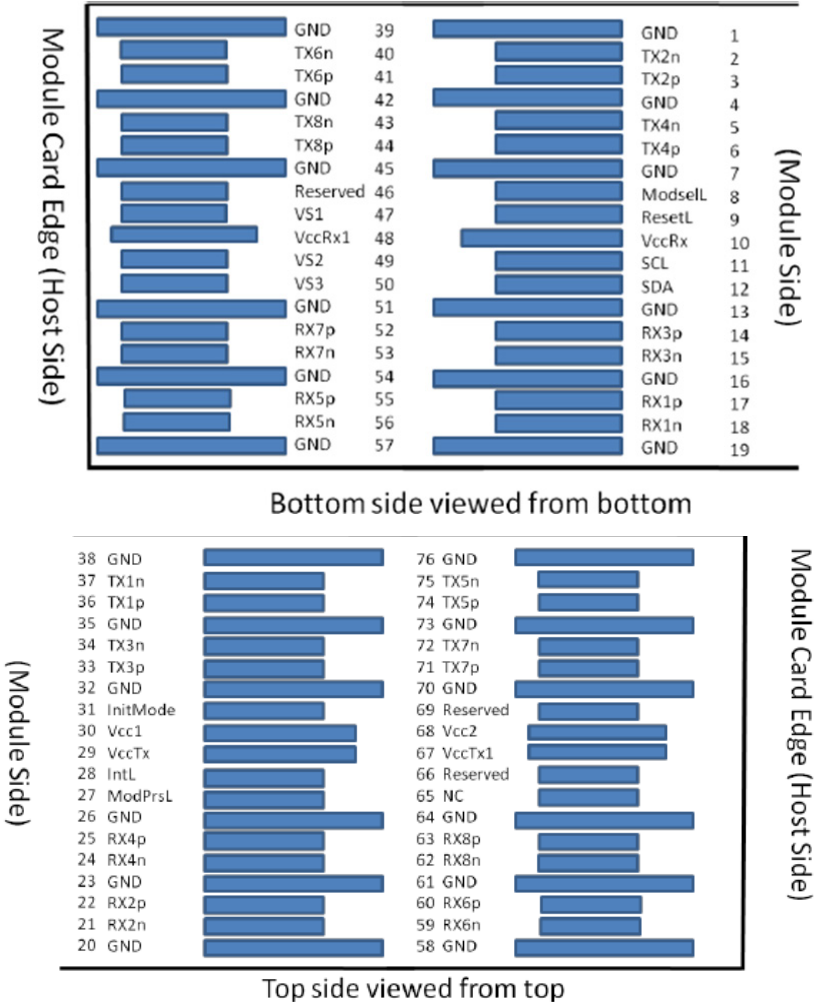 Module Card Edge (Host Side)
GND 39
TX6n 40
TX6p 41
GND 42
TX8n 43
TX8p 44
GND 45
Reserved 46
VS1 47
VccRx1 48
VS2 49
VS3 50
GND 51
RX7p 52
RX7n 53
GND 54
RX5p 55
RX5n 56
GND 57
GND 1
TX2n 2
TX2p 3
GND 4
TX4n 5
TX4p 6
GND 7
ModselL 8
ResetL 9
VccRx 10
SCL 11
SDA 12
GND 13
RX3p 14
RX3n 15
GND 16
RX1p 17
RX1n 18
GND 19
(Module Side)
Bottom side viewed from bottom
(Module Side)
38 GND
37 TX1n
36 TX1p
35 GND
34 TX3n
33 TX3p
32 GND
31 InitMode
30 Vcc1
29 VccTx
28 IntL
27 ModPrsL
26 GND
25 RX4p
24 RX4n
23 GND
22 RX2p
21 RX2n
20 GND
76 GND
75 TX5n
74 TX5p
73 GND
72 TX7n
71 TX7p
70 GND
69 Reserved
68 Vcc2
67 VccTx1
66 Reserved
65 NC
64 GND
63 RX8p
62 RX8n
61 GND
60 RX6p
59 RX6n
58 GND
Module Card Edge (Host Side)
Top side viewed from top